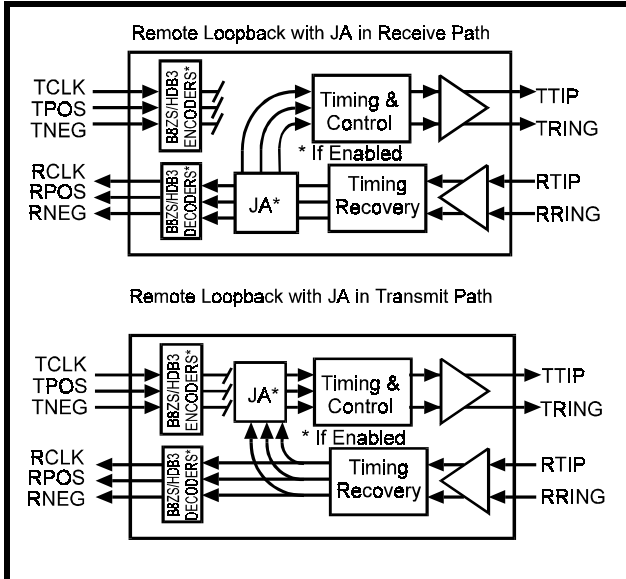 Remote Loopback with JA in Receive Path
TCLK
TPOS
TNEG
B8ZS/HDB3
ENCODERS*
Timing &
Control
TTIP
TRING
* If Enabled
RCLK
RPOS
RNEG
B8ZS/HDB3
DECODERS*
JA*
Timing
Recovery
RTIP
RRING
Remote Loopback with JA in Transmit Path
TCLK
TPOS
TNEG
B8ZS/HDB3
ENCODERS*
JA*
Timing &
Control
TTIP
TRING
* If Enabled
RCLK
RPOS
RNEG
B8ZS/HDB3
DECODERS*
Timing
Recovery
RTIP
RRING